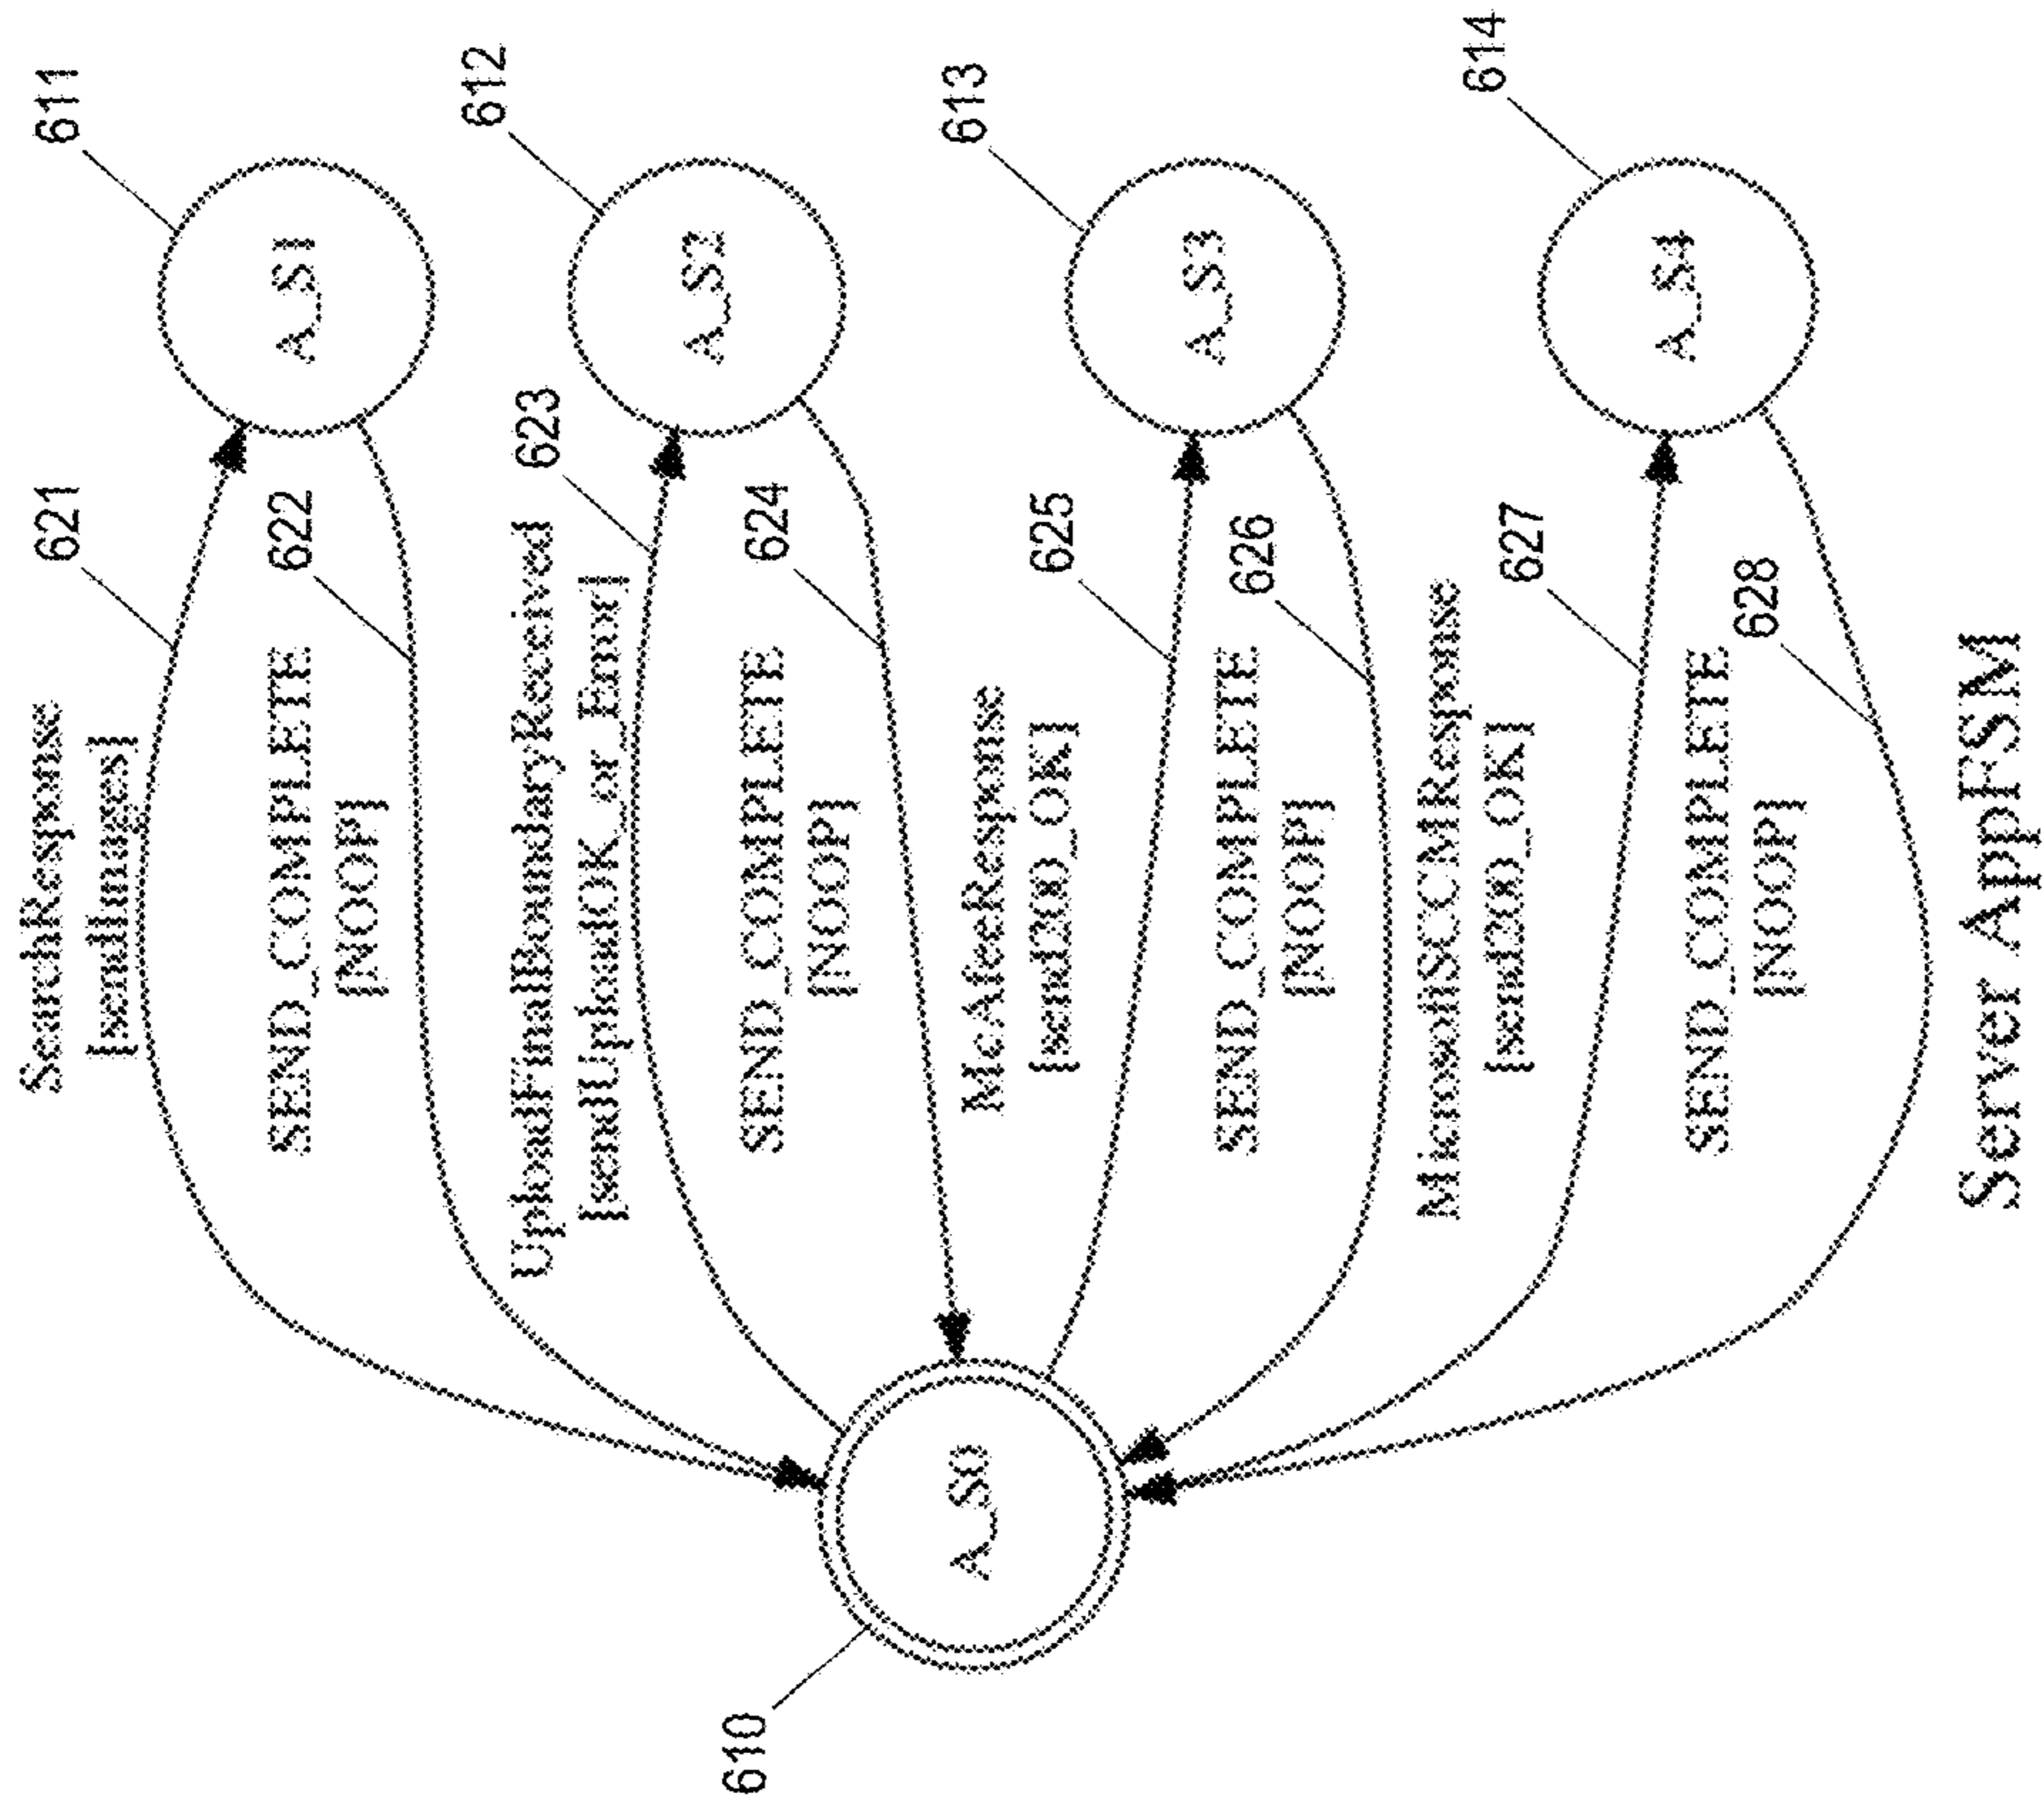 611
621
SearchResponse
[sendImages]
A_S1
622
SEND_COMPLETE
[NOOP]
612
623
UploadFinalBoundaryReceived
[sendUploadOK_or_Error]
A_S2
624
SEND_COMPLETE
[NOOP]
610
A_S0
613
625
McAfeeResponse
[send200_OK]
A_S3
626
SEND_COMPLETE
[NOOP]
614
627
MicrosoftSCCMResponse
[send200_OK]
A_S4
628
SEND_COMPLETE
[NOOP]
Server AppFSM